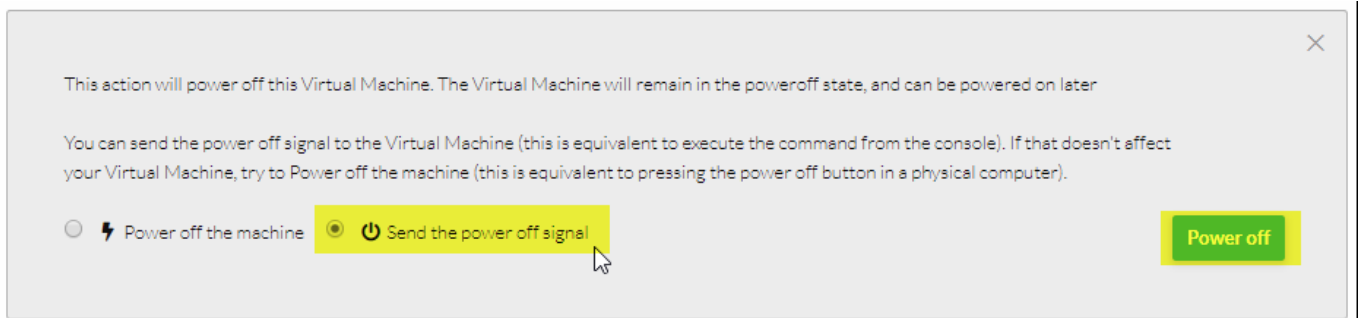 This action will power off this Virtual Machine. The Virtual Machine will remain in the poweroff state, and can be powered on later
You can send the power off signal to the Virtual Machine (this is equivalent to execute the command from the console). If that doesn't affect
your Virtual Machine, try to Power off the machine (this is equivalent to pressing the power off button in a physical computer).
Power off the machine Send the power off signal Power off